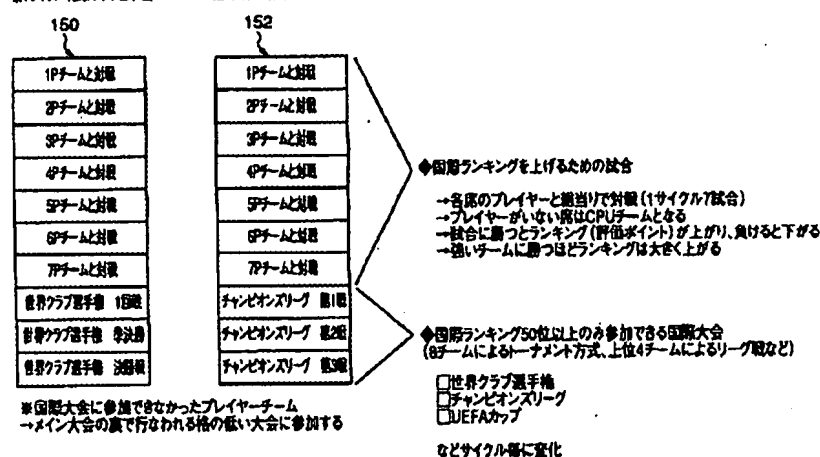 150
1Pチームと対戦
2Pチームと対戦
3Pチームと対戦
4Pチームと対戦
5Pチームと対戦
6Pチームと対戦
7Pチームと対戦
世界クラブ選手権 1回戦
世界クラブ選手権 準決勝
世界クラブ選手権 決勝戦
152
1Pチームと対戦
2Pチームと対戦
3Pチームと対戦
4Pチームと対戦
5Pチームと対戦
6Pチームと対戦
7Pチームと対戦
チャンピオンズリーグ 第1戦
チャンピオンズリーグ 第2戦
チャンピオンズリーグ 第3戦
◆国際ランキングを上げるための試合
→各席のプレイヤーと総当りで対戦(1サイクル7試合)
→プレイヤーがいない席はCPUチームとなる
→試合に勝つとランキング(評価ポイント)が上がり、負けると下がる
→強いチームに勝つほどランキングは大きく上がる
◆国際ランキング50位以上のみ参加できる国際大会
(8チームによるトーナメント方式、上位4チームによるリーグ戦など)
□世界クラブ選手権
□チャンピオンズリーグ
□UEFAカップ
などサイクル毎に変化
※国際大会に参加できなかったプレイヤーチーム
→メイン大会の裏で行なわれる格の低い大会に参加する